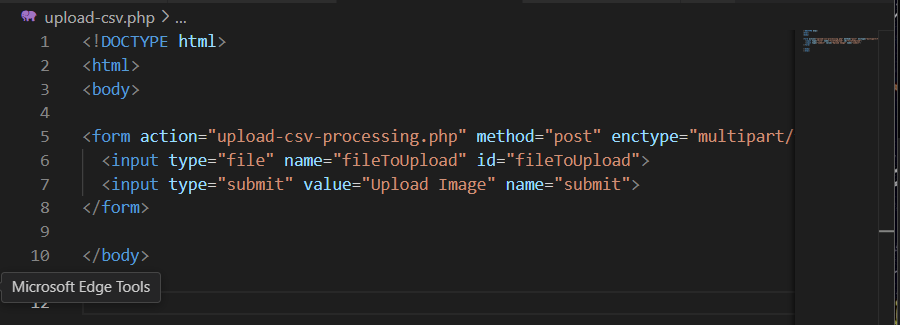 upload-csv.php > ...
1 <!DOCTYPE html>
2 <html>
3 <body>
4
5 <form action="upload-csv-processing.php" method="post" enctype="multipart/
6 <input type="file" name="fileToUpload" id="fileToUpload">
7 <input type="submit" value="Upload Image" name="submit">
8 </form>
9
10 </body>
Microsoft Edge Tools
12